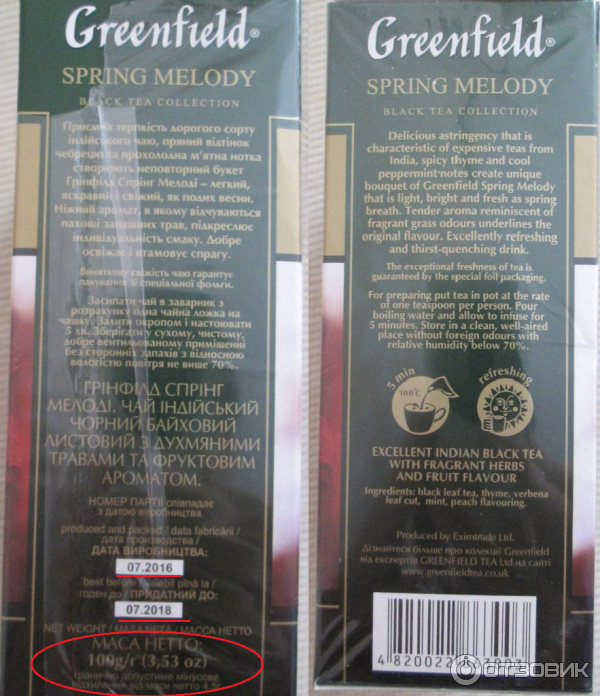 Greenfield®
SPRING MELODY
BLACK TEA COLLECTION
Приємна терпкість дорогого сорту
індійського чаю, пряний відтінок
чебрецю та прохолодна м'ятна нотка
створюють неповторний букет
Грінфілд Спрінг Мелоді – легкий,
яскравий і свіжий, як подих весни.
Ніжний аромат, в якому відчуваються
пахощі запашних трав, підкреслює
індивідуальність смаку. Добре
освіжає і втамовує спрагу.
Виняткову свіжість чаю гарантує
пакування зі спеціальної фольги.
Засипати чай в заварник з
розрахунку одна чайна ложка на
чашку. Залити окропом і настоювати
5 хв. Зберігати у сухому, чистому,
добре вентильованому приміщенні
без сторонніх запахів з відносною
вологістю повітря не вище 70%.
ГРІНФІЛД СПРІНГ
МЕЛОДІ. ЧАЙ ІНДІЙСЬКИЙ
ЧОРНИЙ БАЙХОВИЙ
ЛИСТОВИЙ З ДУХМЯНИМИ
ТРАВАМИ ТА ФРУКТОВИМ
АРОМАТОМ.
НОМЕР ПАРТІЇ співпадає
з датою виробництва.
produced and packed / data fabricării /
дата производства /
ДАТА ВИРОБНИЦТВА:
07.2016
best before / valabil pînă la /
годен до / ПРИДАТНИЙ ДО:
07.2018
NET WEIGHT / MASA NETĂ / МАССА НЕТТО
МАСА НЕТТО:
100g/г (3,53 oz)
гранично допустиме мінусове
відхилення від маси нетто
Greenfield®
SPRING MELODY
BLACK TEA COLLECTION
Delicious astringency that is
characteristic of expensive teas from
India, spicy thyme and cool
peppermint notes create unique
bouquet of Greenfield Spring Melody
that is light, bright and fresh as spring
breath. Tender aroma reminiscent of
fragrant grass odours underlines the
original flavour. Excellently refreshing
and thirst-quenching drink.
The exceptional freshness of tea is
guaranteed by the special foil packaging.
For preparing put tea in pot at the rate
of one teaspoon per person. Pour
boiling water and allow to infuse for
5 minutes. Store in a clean, well-aired
place without foreign odours with
relative humidity below 70%.
5 min
100°C
refreshing
EXCELLENT INDIAN BLACK TEA
WITH FRAGRANT HERBS
AND FRUIT FLAVOUR
Ingredients: black leaf tea, thyme, verbena
leaf cut, mint, peach flavouring.
Produced by Eximtrade Ltd.
Дізнайтеся більше про колекції Greenfield
від експертів GREENFIELD TEA Ltd на сайті
www.greenfieldtea.co.uk
ОТЗОВИК